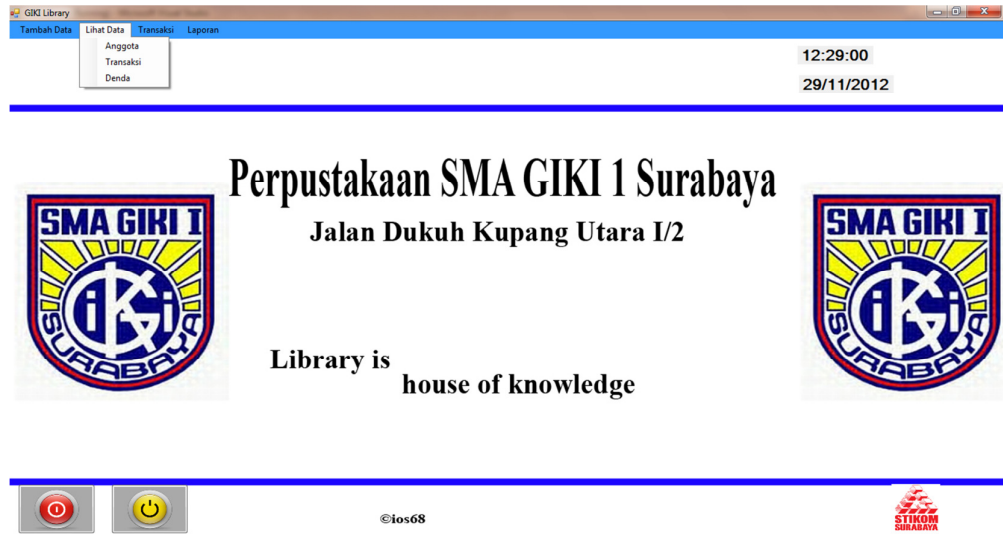 GIKI Library
Tambah Data Lihat Data Transaksi Laporan
Anggota
Transaksi
Denda
12:29:00
29/11/2012
Perpustakaan SMA GIKI 1 Surabaya
Jalan Dukuh Kupang Utara I/2
SMA GIKI I
GIKI
SURABAYA
SMA GIKI I
GIKI
SURABAYA
Library is
house of knowledge
©ios68
STIKOM
SURABAYA